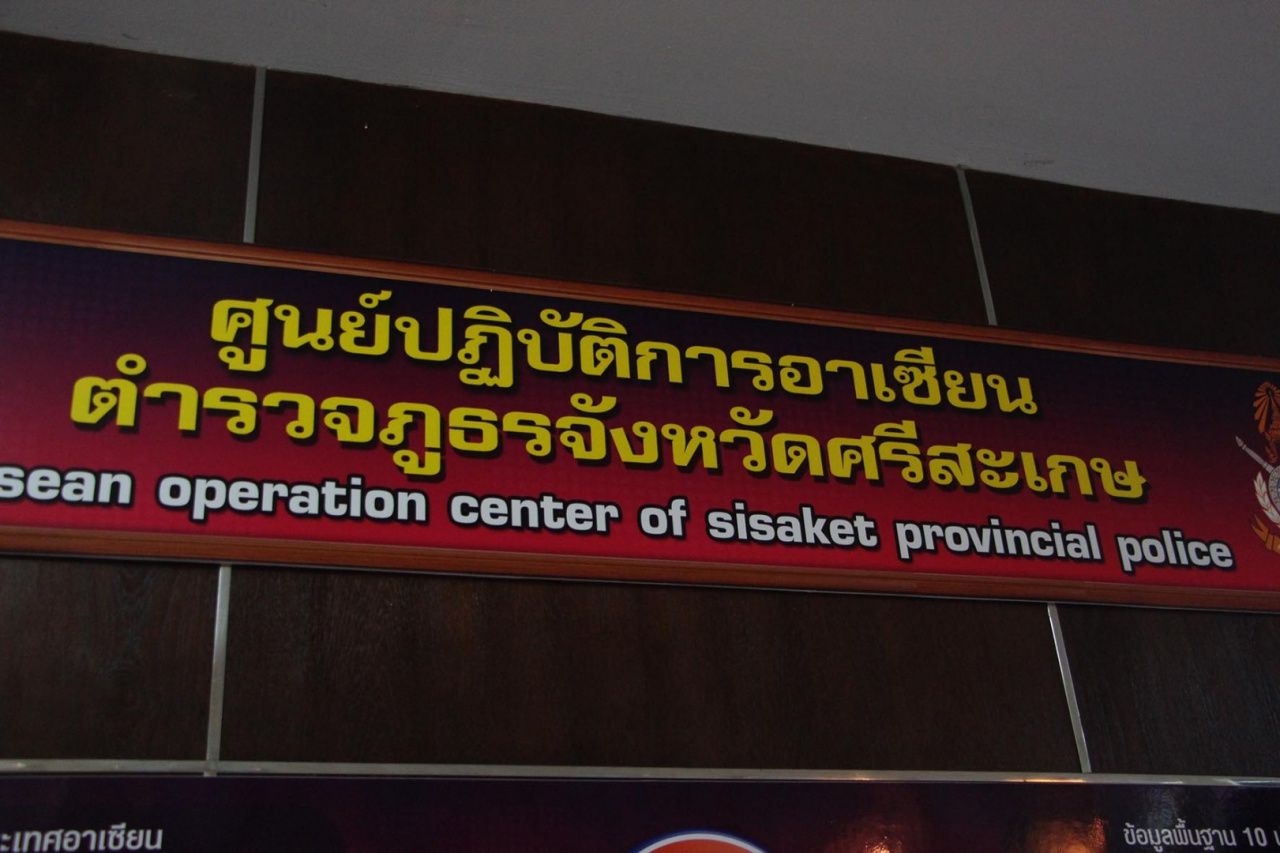 ศูนย์ปฏิบัติการอาเซียน
ตำรวจภูธรจังหวัดศรีสะเกษ
sean operation center of sisaket provincial police
ะเทศอาเซียน
ข้อมูลพื้นฐาน 10